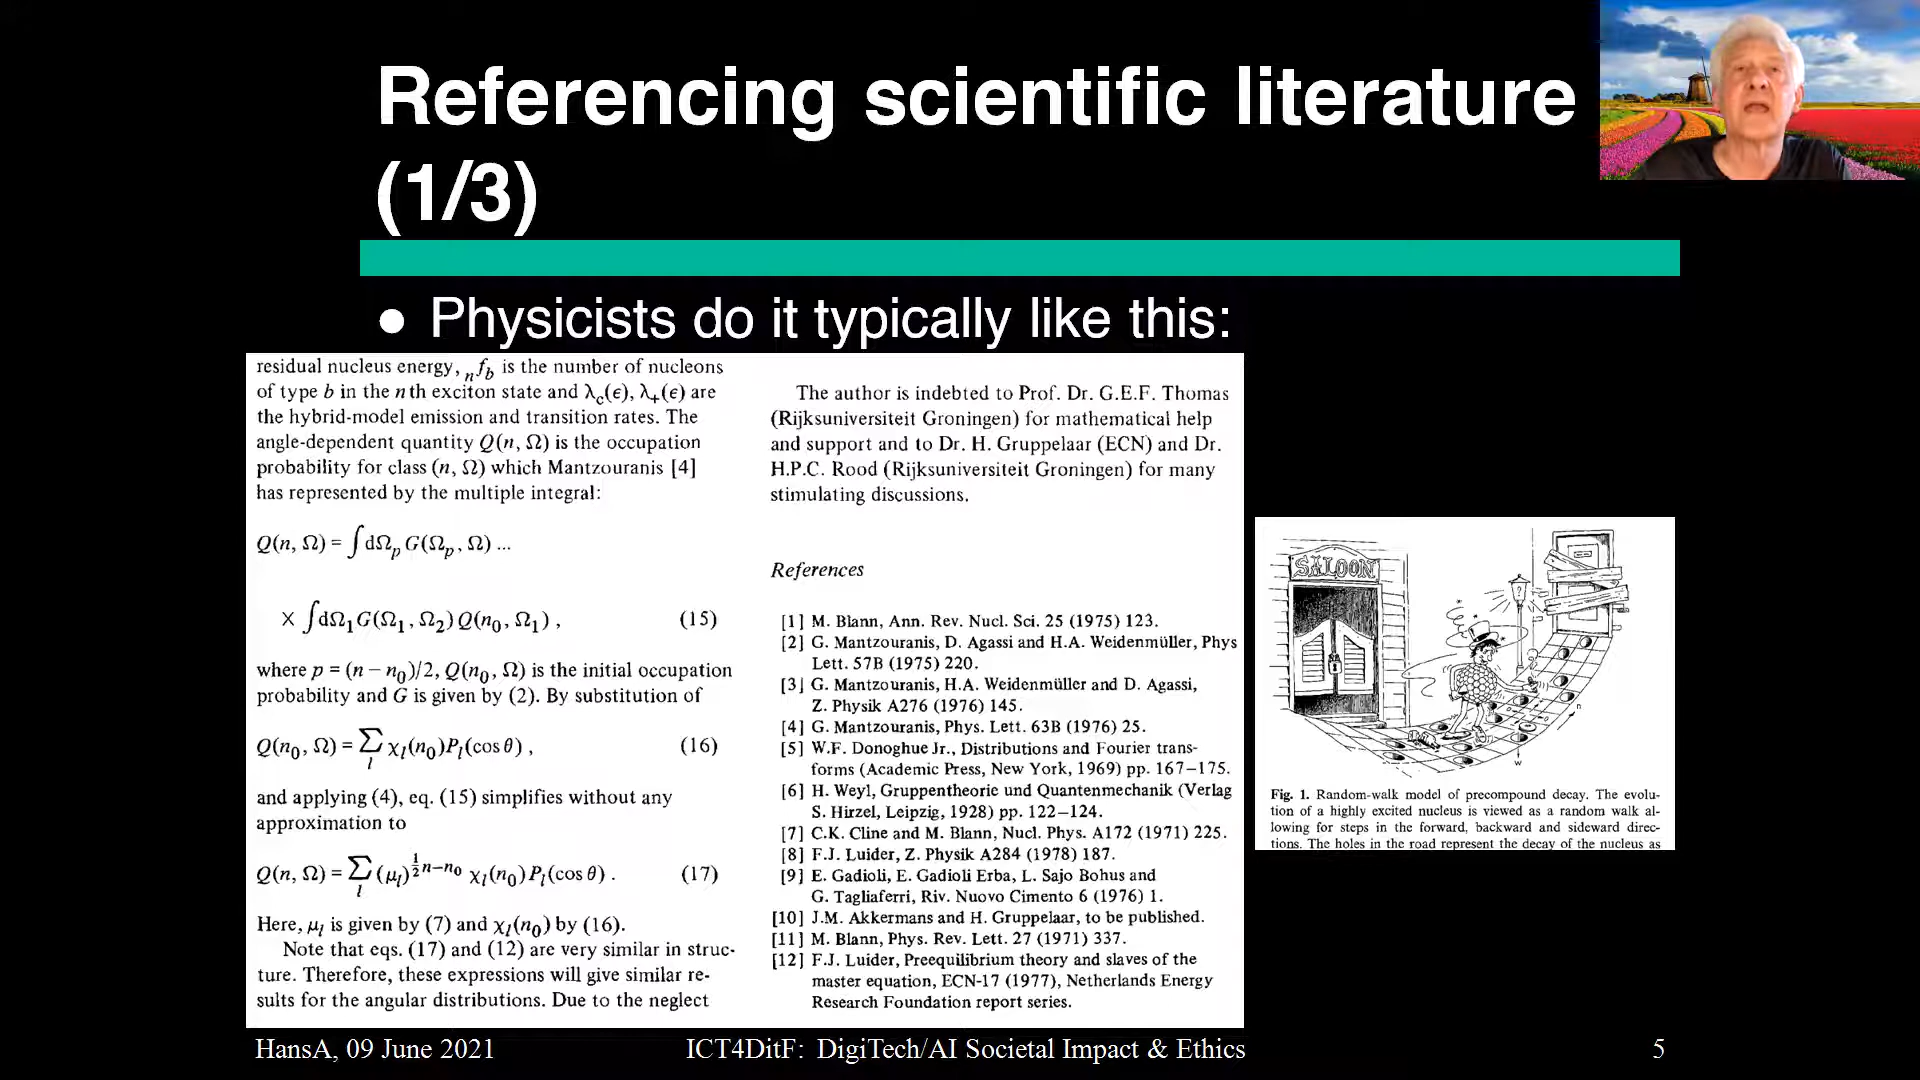 Referencing scientific literature
(1/3)
● Physicists do it typically like this:
residual nucleus energy, ₙf_b is the number of nucleons
of type b in the nth exciton state and λ_c(ϵ), λ₊(ϵ) are
the hybrid-model emission and transition rates. The
angle-dependent quantity Q(n, Ω) is the occupation
probability for class (n, Ω) which Mantzouranis [4]
has represented by the multiple integral:
Q(n, Ω) = ∫dΩ_p G(Ω_p, Ω) ...
× ∫dΩ₁G(Ω₁, Ω₂)Q(n₀, Ω₁) , (15)
where p = (n − n₀)/2, Q(n₀, Ω) is the initial occupation
probability and G is given by (2). By substitution of
Q(n₀, Ω) = ∑_l χ_l(n₀)P_l(cos θ) , (16)
and applying (4), eq. (15) simplifies without any
approximation to
Q(n, Ω) = ∑_l (μ_l)^{½n−n₀} χ_l(n₀)P_l(cos θ) . (17)
Here, μ_l is given by (7) and χ_l(n₀) by (16).
Note that eqs. (17) and (12) are very similar in struc-
ture. Therefore, these expressions will give similar re-
sults for the angular distributions. Due to the neglect
The author is indebted to Prof. Dr. G.E.F. Thomas
(Rijksuniversiteit Groningen) for mathematical help
and support and to Dr. H. Gruppelaar (ECN) and Dr.
H.P.C. Rood (Rijksuniversiteit Groningen) for many
stimulating discussions.
References
[1] M. Blann, Ann. Rev. Nucl. Sci. 25 (1975) 123.
[2] G. Mantzouranis, D. Agassi and H.A. Weidenmüller, Phys
Lett. 57B (1975) 220.
[3] G. Mantzouranis, H.A. Weidenmüller and D. Agassi,
Z. Physik A276 (1976) 145.
[4] G. Mantzouranis, Phys. Lett. 63B (1976) 25.
[5] W.F. Donoghue Jr., Distributions and Fourier trans-
forms (Academic Press, New York, 1969) pp. 167–175.
[6] H. Weyl, Gruppentheorie und Quantenmechanik (Verlag
S. Hirzel, Leipzig, 1928) pp. 122–124.
[7] C.K. Cline and M. Blann, Nucl. Phys. A172 (1971) 225.
[8] F.J. Luider, Z. Physik A284 (1978) 187.
[9] E. Gadioli, E. Gadioli Erba, L. Sajo Bohus and
G. Tagliaferri, Riv. Nuovo Cimento 6 (1976) 1.
[10] J.M. Akkermans and H. Gruppelaar, to be published.
[11] M. Blann, Phys. Rev. Lett. 27 (1971) 337.
[12] F.J. Luider, Preequilibrium theory and slaves of the
master equation, ECN-17 (1977), Netherlands Energy
Research Foundation report series.
SALOON
?
n
w
Fig. 1. Random-walk model of precompound decay. The evolu-
tion of a highly excited nucleus is viewed as a random walk al-
lowing for steps in the forward, backward and sideward direc-
tions. The holes in the road represent the decay of the nucleus as
HansA, 09 June 2021
ICT4DitF: DigiTech/AI Societal Impact & Ethics
5